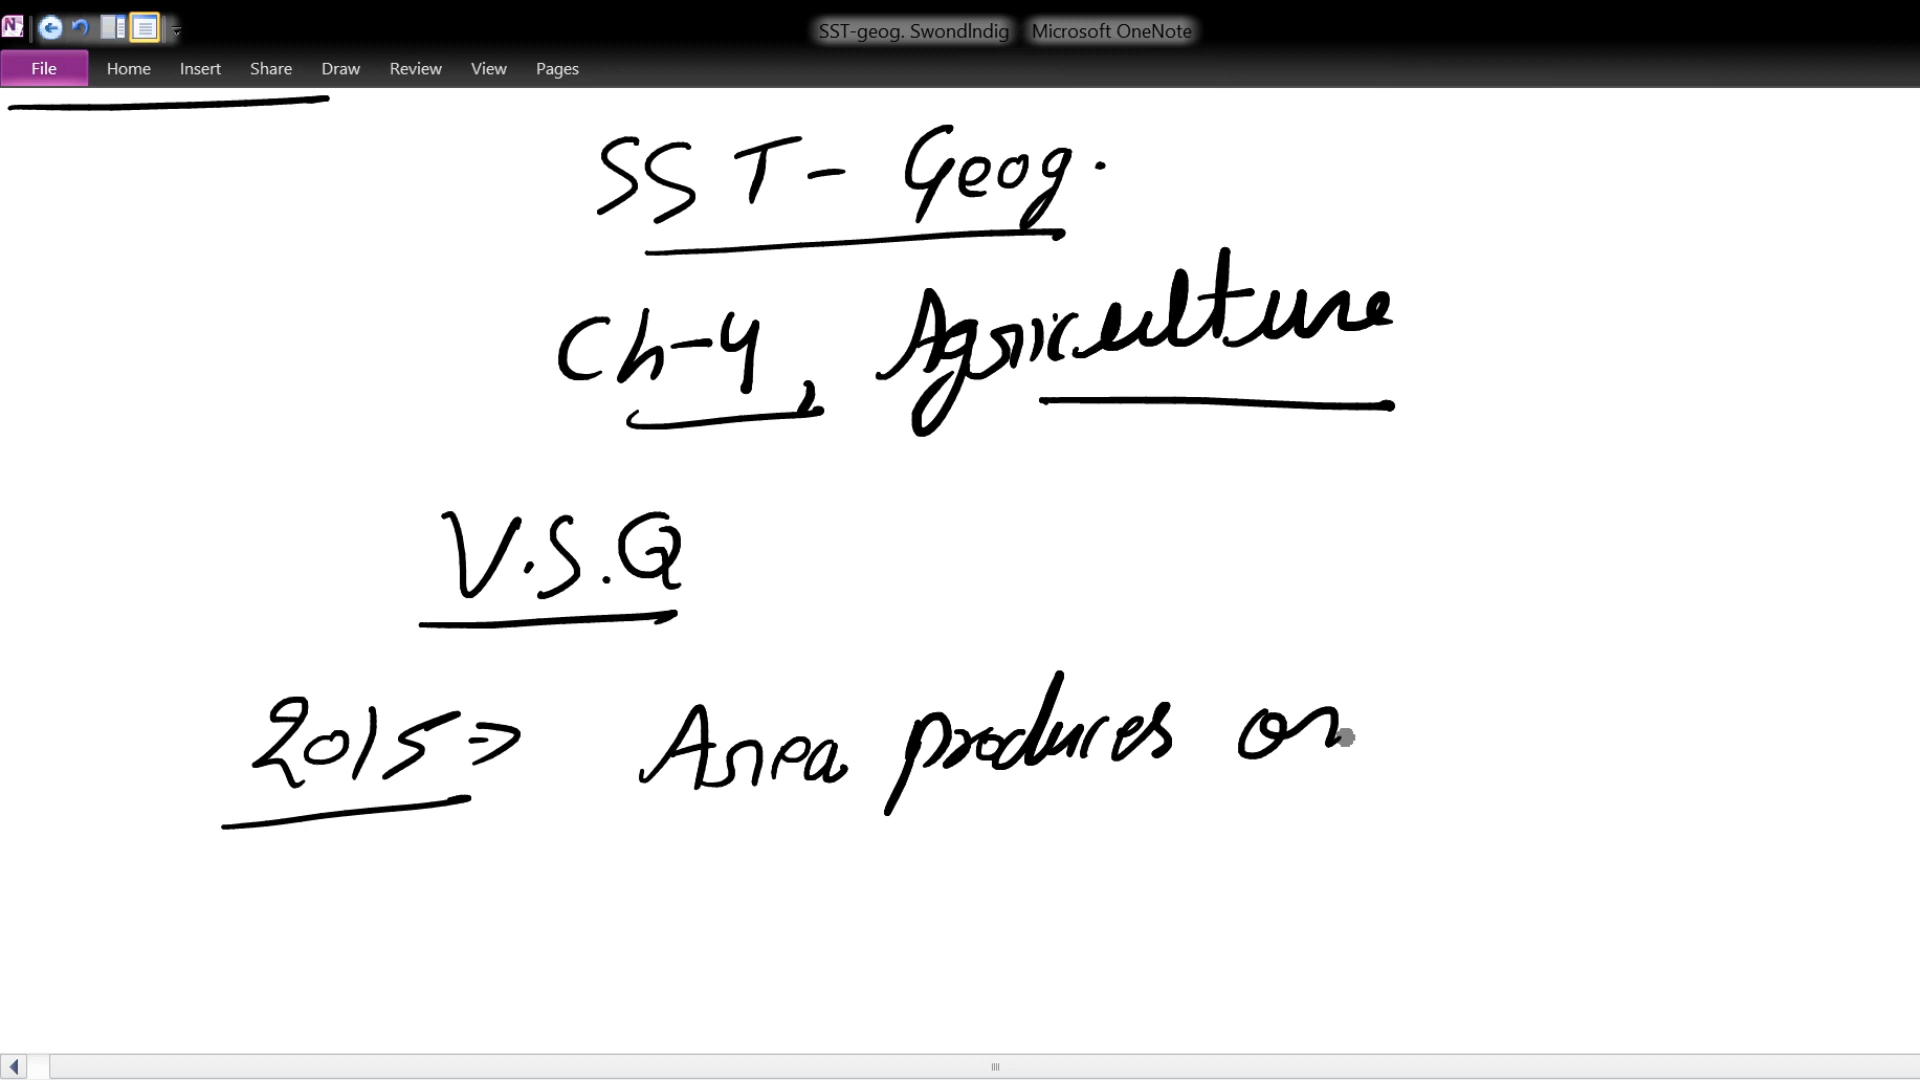 SST-geog. SwondIndig - Microsoft OneNote
File Home Insert Share Draw Review View Pages
SST- Geog.
Ch-4, Agriculture
V.S.Q
2015 => Area produces on